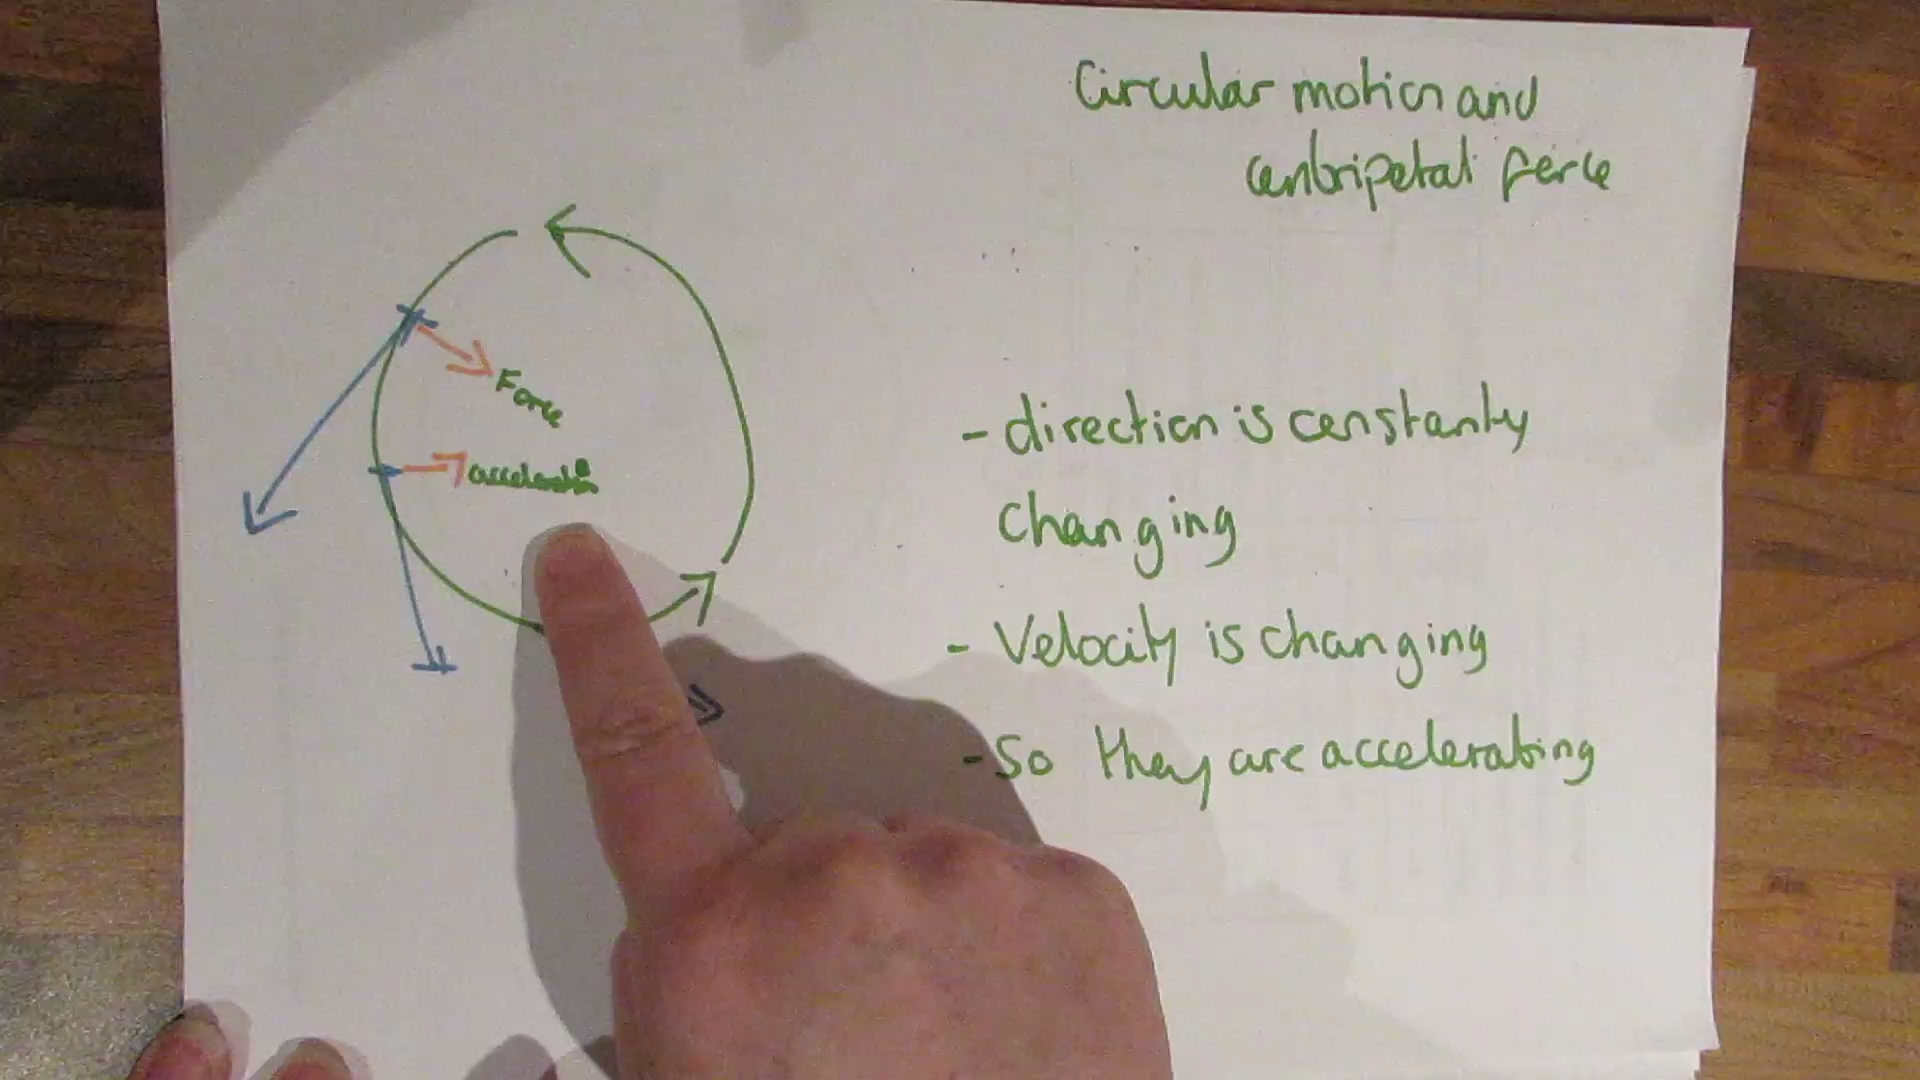 Circular motion and
centripetal force
Force
acceleration
- direction is constantly
changing
- Velocity is changing
- So they are accelerating